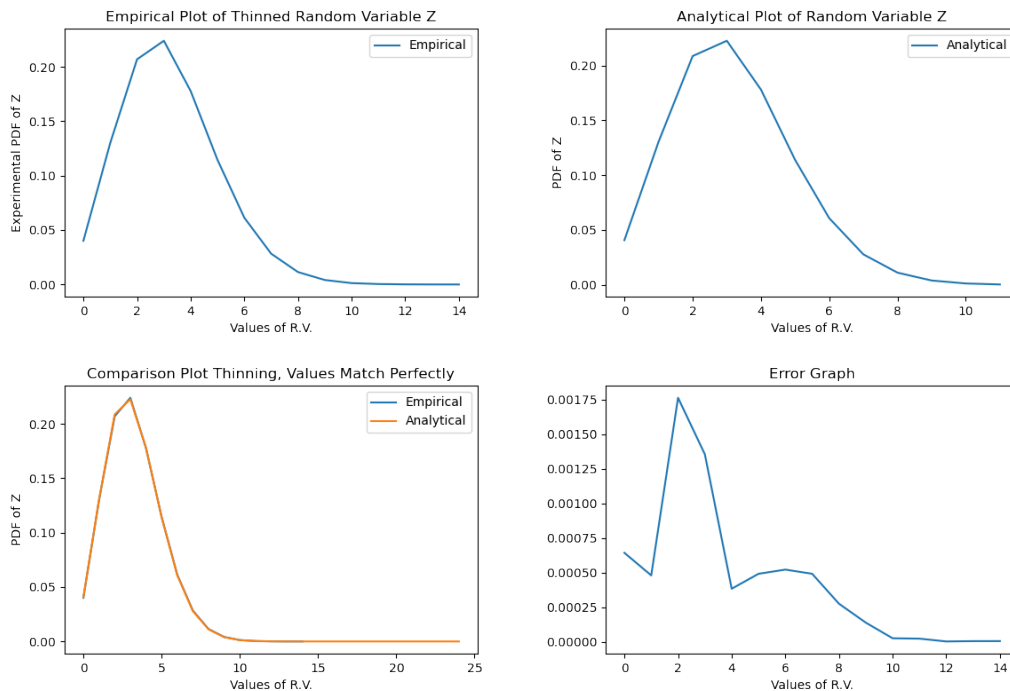 Empirical Plot of Thinned Random Variable Z
Experimental PDF of Z
0.20
0.15
0.10
0.05
0.00
Empirical
0 2 4 6 8 10 12 14
Values of R.V.
Analytical Plot of Random Variable Z
PDF of Z
0.20
0.15
0.10
0.05
0.00
Analytical
0 2 4 6 8 10
Values of R.V.
Comparison Plot Thinning, Values Match Perfectly
PDF of Z
0.20
0.15
0.10
0.05
0.00
Empirical
Analytical
0 5 10 15 20 25
Values of R.V.
Error Graph
0.00175
0.00150
0.00125
0.00100
0.00075
0.00050
0.00025
0.00000
0 2 4 6 8 10 12 14
Values of R.V.